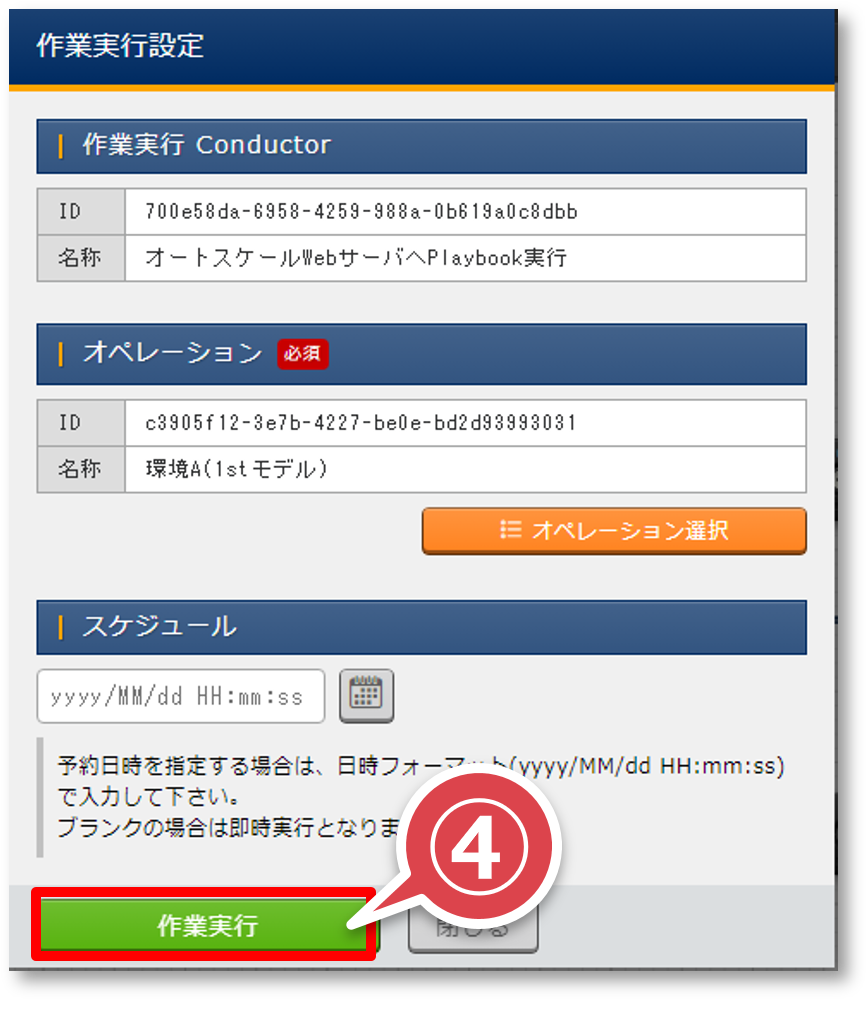 作業実行設定
作業実行 Conductor
ID 700e58da-6958-4259-988a-0b619a0c8dbb
名称 オートスケールWebサーバへPlaybook実行
オペレーション 必須
ID c3905f12-3e7b-4227-be0e-bd2d93993031
名称 環境A(1stモデル)
オペレーション選択
スケジュール
yyyy/MM/dd HH:mm:ss
予約日時を指定する場合は、日時フォーマット(yyyy/MM/dd HH:mm:ss)
で入力して下さい。
ブランクの場合は即時実行となりま
4
作業実行 閉じる